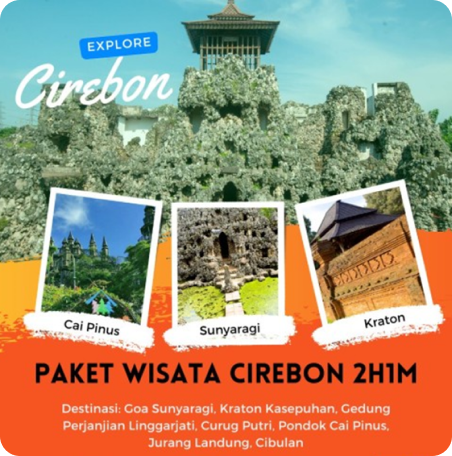 EXPLORE
Cirebon
Cai Pinus
Sunyaragi
Kraton
PAKET WISATA CIREBON 2H1M
Destinasi: Goa Sunyaragi, Kraton Kasepuhan, Gedung
Perjanjian Linggarjati, Curug Putri, Pondok Cai Pinus,
Jurang Landung, Cibulan